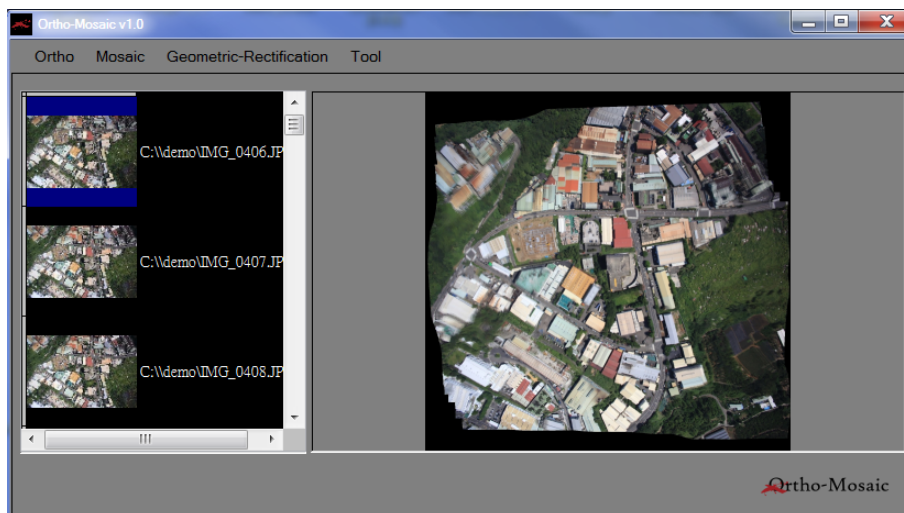 Ortho-Mosaic v1.0
Ortho Mosaic Geometric-Rectification Tool
C:\\demo\IMG_0406.JP
C:\\demo\IMG_0407.JP
C:\\demo\IMG_0408.JP
Ortho-Mosaic